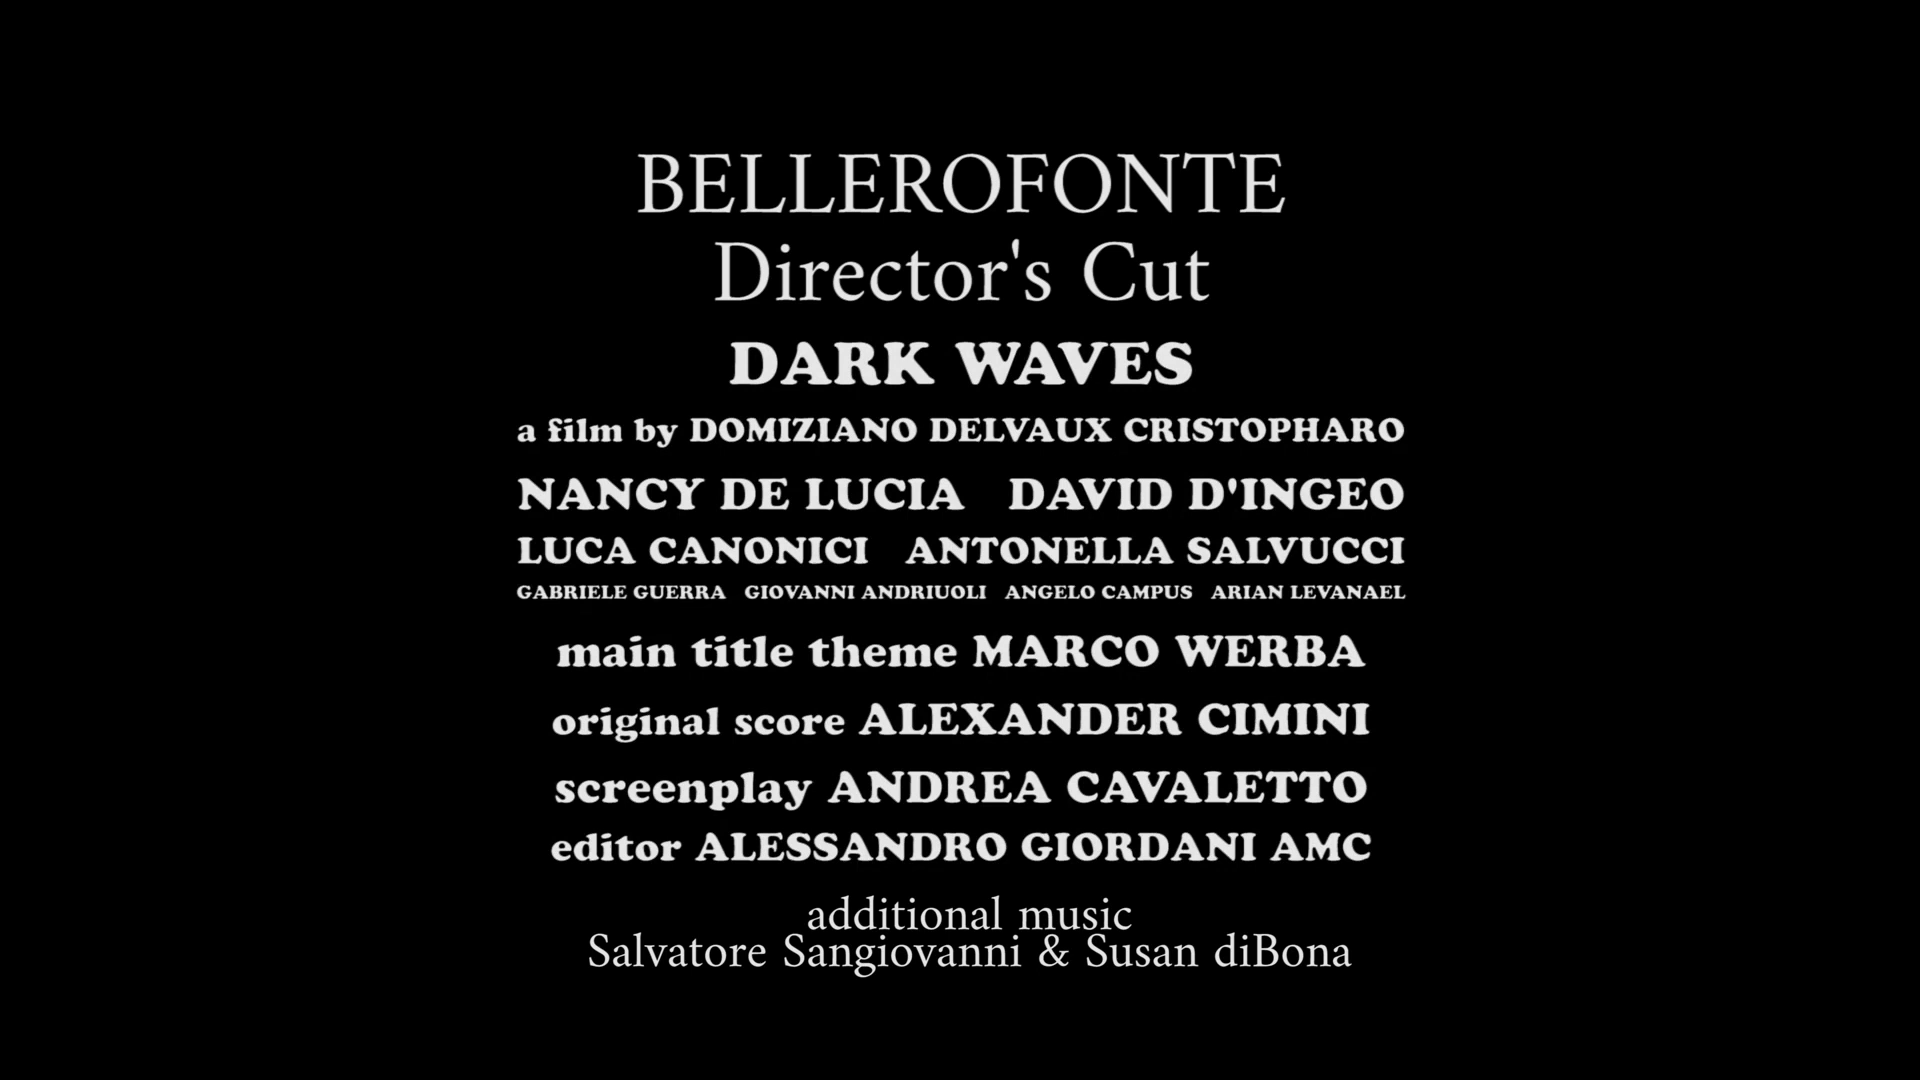 BELLEROFONTE
Director's Cut
DARK WAVES
a film by DOMIZIANO DELVAUX CRISTOPHARO
NANCY DE LUCIA DAVID D'INGEO
LUCA CANONICI ANTONELLA SALVUCCI
GABRIELE GUERRA GIOVANNI ANDRIUOLI ANGELO CAMPUS ARIAN LEVANAEL
main title theme MARCO WERBA
original score ALEXANDER CIMINI
screenplay ANDREA CAVALETTO
editor ALESSANDRO GIORDANI AMC
additional music
Salvatore Sangiovanni & Susan diBona